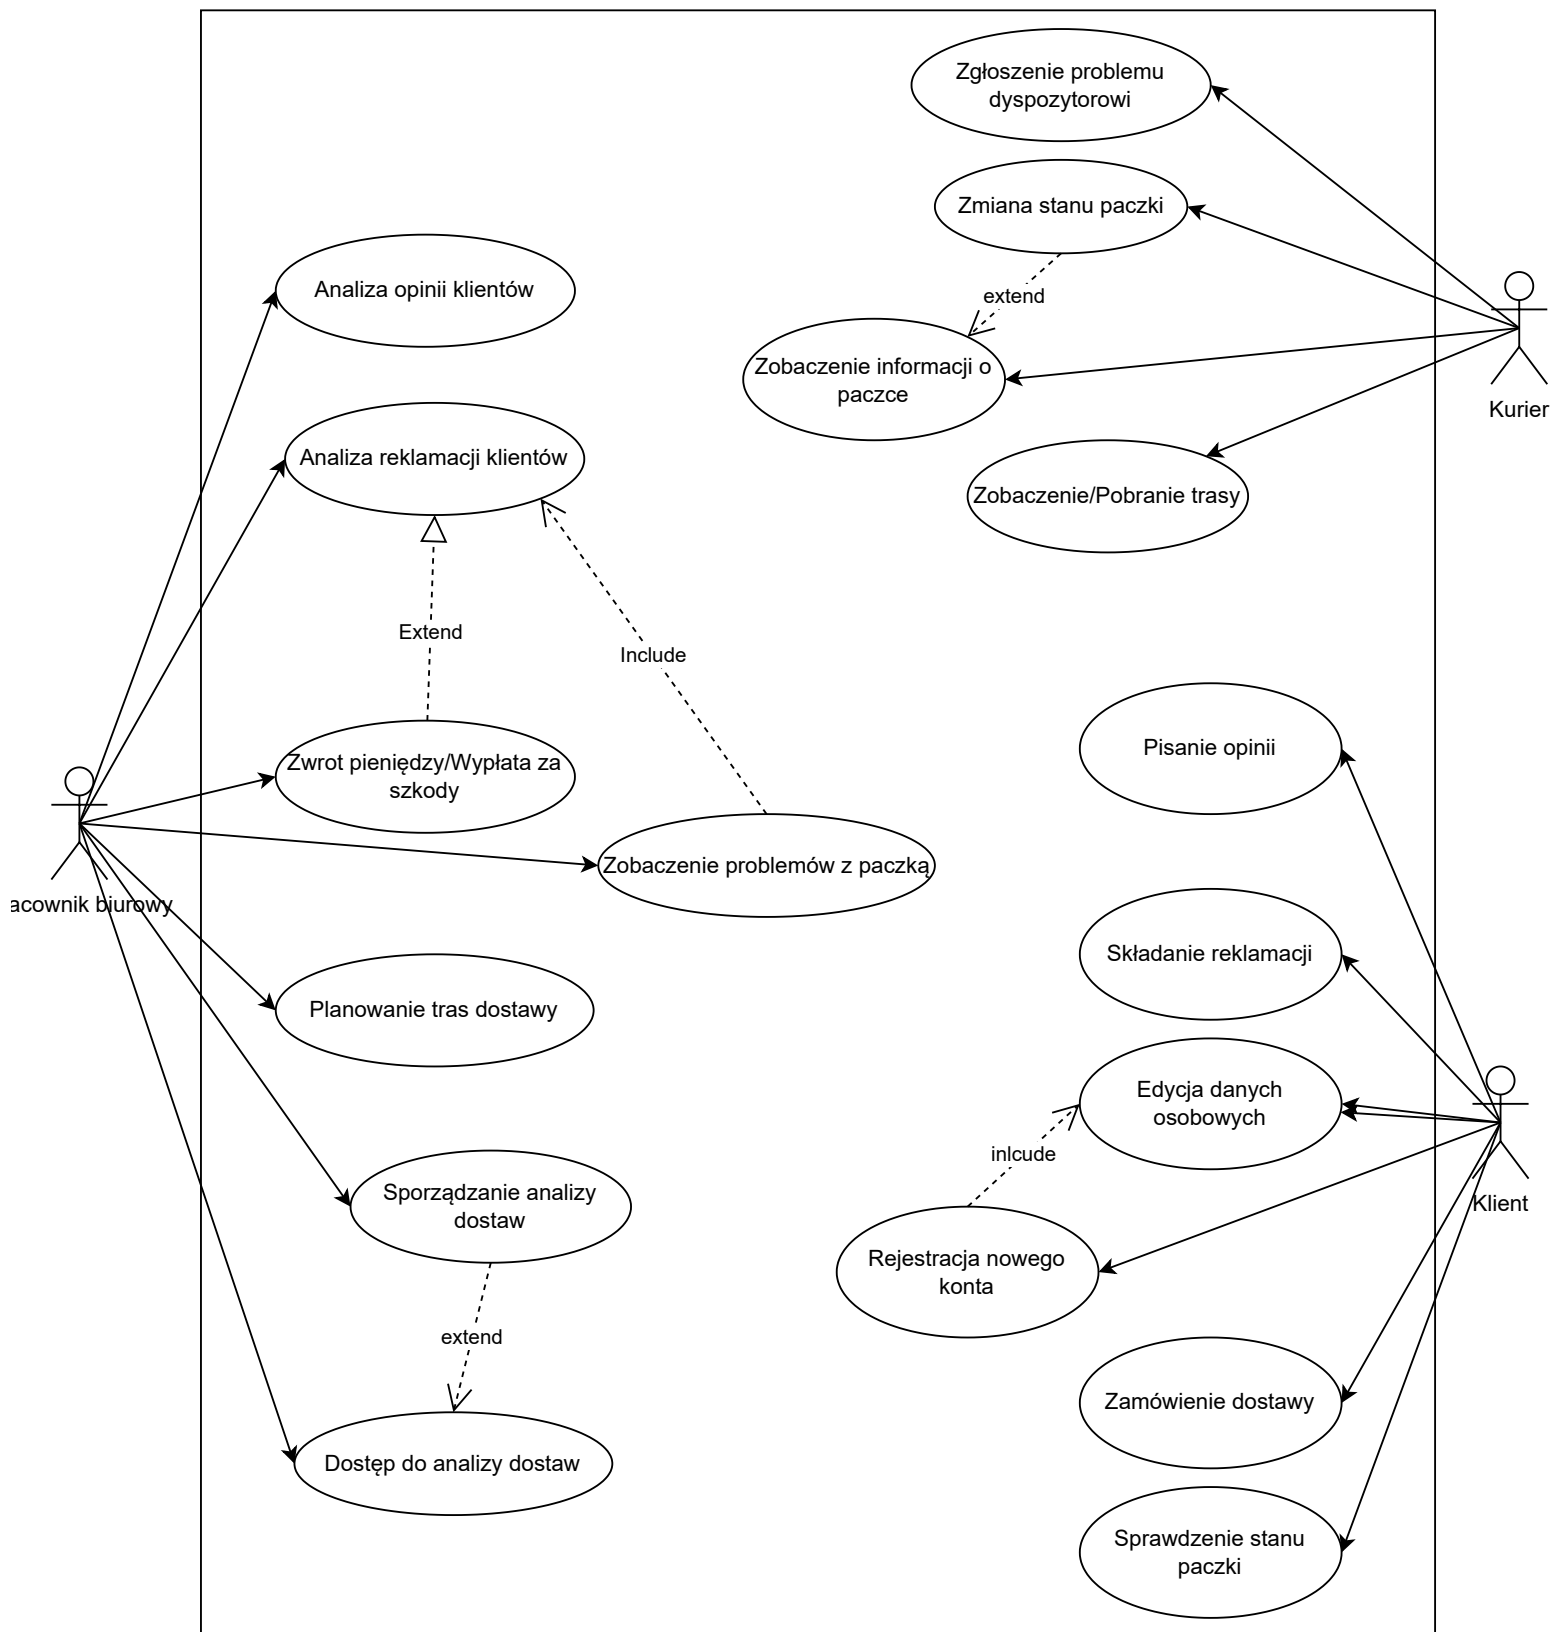 Zgłoszenie problemu
dyspozytorowi
Zmiana stanu paczki
Analiza opinii klientów
extend
Zobaczenie informacji o
paczce
Kurier
Analiza reklamacji klientów
Zobaczenie/Pobranie trasy
Extend
Include
Pisanie opinii
Zwrot pieniędzy/Wypłata za
szkody
Zobaczenie problemów z paczką
acownik biurowy
Składanie reklamacji
Planowanie tras dostawy
Edycja danych
osobowych
inlcude
Sporządzanie analizy
dostaw
Klient
Rejestracja nowego
konta
extend
Zamówienie dostawy
Dostęp do analizy dostaw
Sprawdzenie stanu
paczki